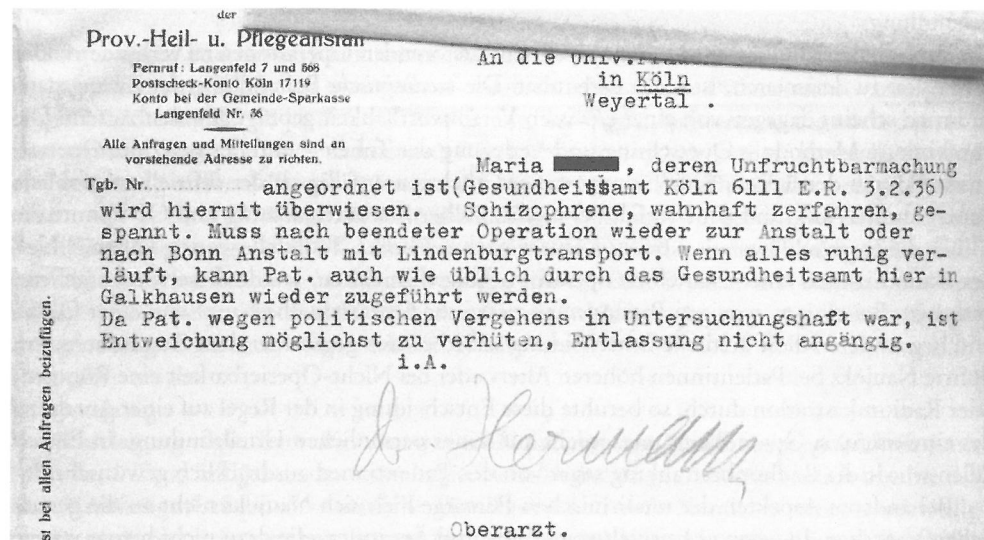 der
Prov.-Heil- u. Pflegeanstalt
Fernruf: Langenfeld 7 und 568
Postscheck-Konto Köln 17119
Konto bei der Gemeinde-Sparkasse
Langenfeld Nr. 56
Alle Anfragen und Mitteilungen sind an
vorstehende Adresse zu richten.
Tgb. Nr.
An die Univ.
in Köln
Weyertal .
Maria , deren Unfruchtbarmachung
angeordnet ist(Gesundheitsamt Köln 6111 E.R. 3.2.36)
wird hiermit überwiesen. Schizophrene, wahnhaft zerfahren, ge-
spannt. Muss nach beendeter Operation wieder zur Anstalt oder
nach Bonn Anstalt mit Lindenburgtransport. Wenn alles ruhig ver-
läuft, kann Pat. auch wie üblich durch das Gesundheitsamt hier in
Galkhausen wieder zugeführt werden.
Da Pat. wegen politischen Vergehens in Untersuchungshaft war, ist
Entweichung möglichst zu verhüten. Entlassung nicht angängig.
i.A.
Oberarzt.
st bei allen Anfragen beizufügen.